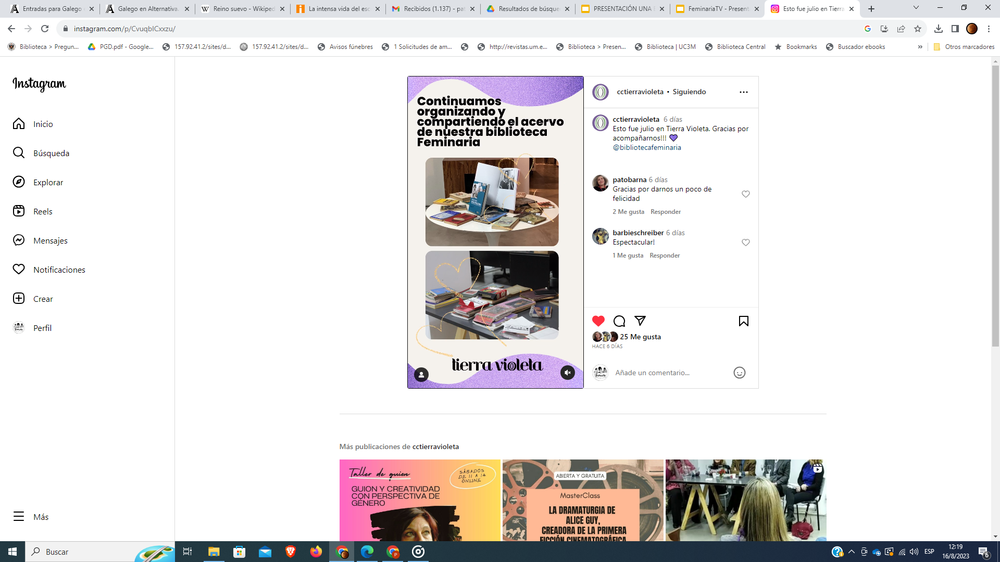 Entradas para Galego
Galego en Alternativa.
Reino suevo - Wikiped
La intensa vida del esc
Recibidos (1.137) - pat
Resultados de búsque
PRESENTACIÓN UNA
FeminariaTV - Present
Esto fue julio en Tierra
instagram.com/p/CvuqblCxxzu/
Biblioteca > Pregun...
PGD.pdf - Google...
157.92.41.2/sites/d...
157.92.41.2/sites/d...
Avisos fúnebres
1 Solicitudes de am...
http://revistas.um.e...
Biblioteca > Presen...
Biblioteca | UC3M
Biblioteca Central
Bookmarks
Buscador ebooks
»
Otros marcadores
Instagram
Inicio
Búsqueda
Explorar
Reels
Mensajes
Notificaciones
Crear
Perfil
Más
Continuamos
organizando y
compartiendo el acervo
de nuestra biblioteca
Feminaria
tierra violeta
cctierravioleta • Siguiendo
cctierravioleta 6 días
Esto fue julio en Tierra Violeta. Gracias por
acompañarnos!!! 💜
@bibliotecafeminaria
patobarna 6 días
Gracias por darnos un poco de
felicidad
2 Me gusta Responder
barbieschreiber 6 días
Espectacular!
1 Me gusta Responder
25 Me gusta
HACE 6 DÍAS
Añade un comentario...
Más publicaciones de cctierravioleta
Taller de guion
SÁBADOS
DE 11 A 14
ONLINE
GUION Y CREATIVIDAD
CON PERSPECTIVA DE
GÉNERO
ABIERTA Y GRATUITA
MasterClass
LA DRAMATURGIA DE
ALICE GUY,
CREADORA DE LA PRIMERA
FICCIÓN CINEMATOGRÁFICA
Buscar
ESP
12:19
16/8/2023
6